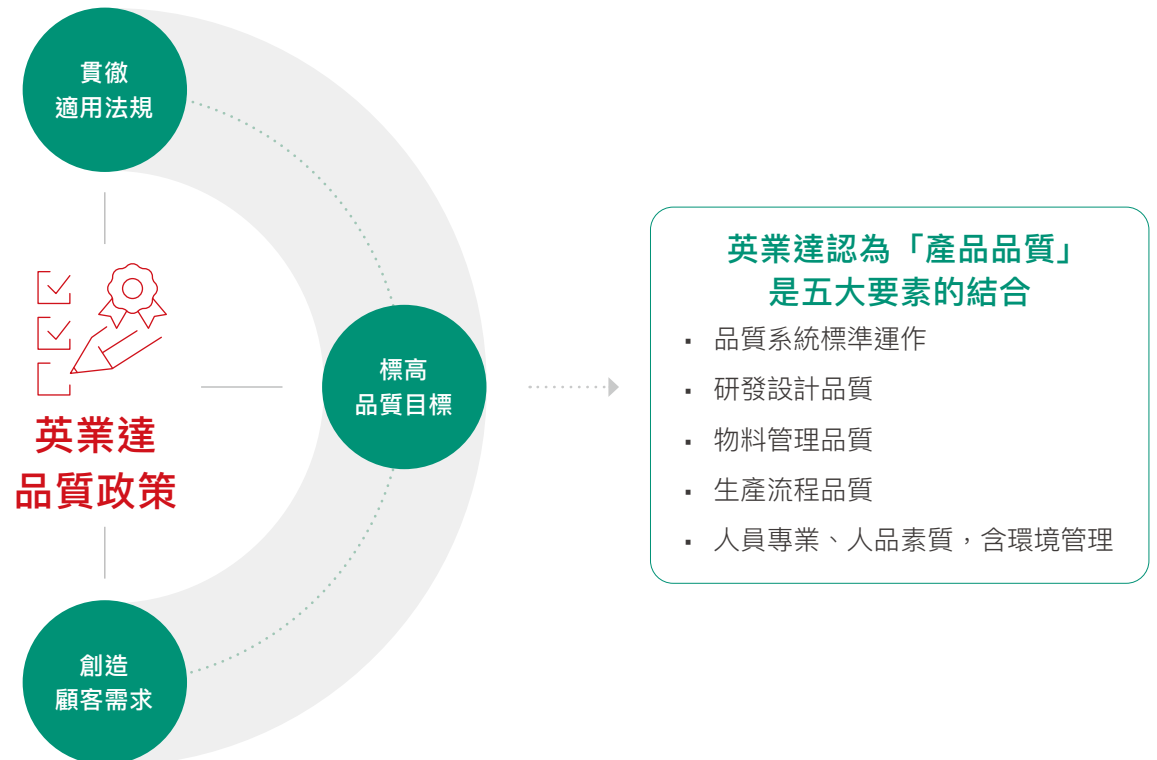 貫徹
適用法規
英業達
品質政策
標高
品質目標
創造
顧客需求
英業達認為「產品品質」
是五大要素的結合
▪ 品質系統標準運作
▪ 研發設計品質
▪ 物料管理品質
▪ 生產流程品質
▪ 人員專業、人品素質，含環境管理